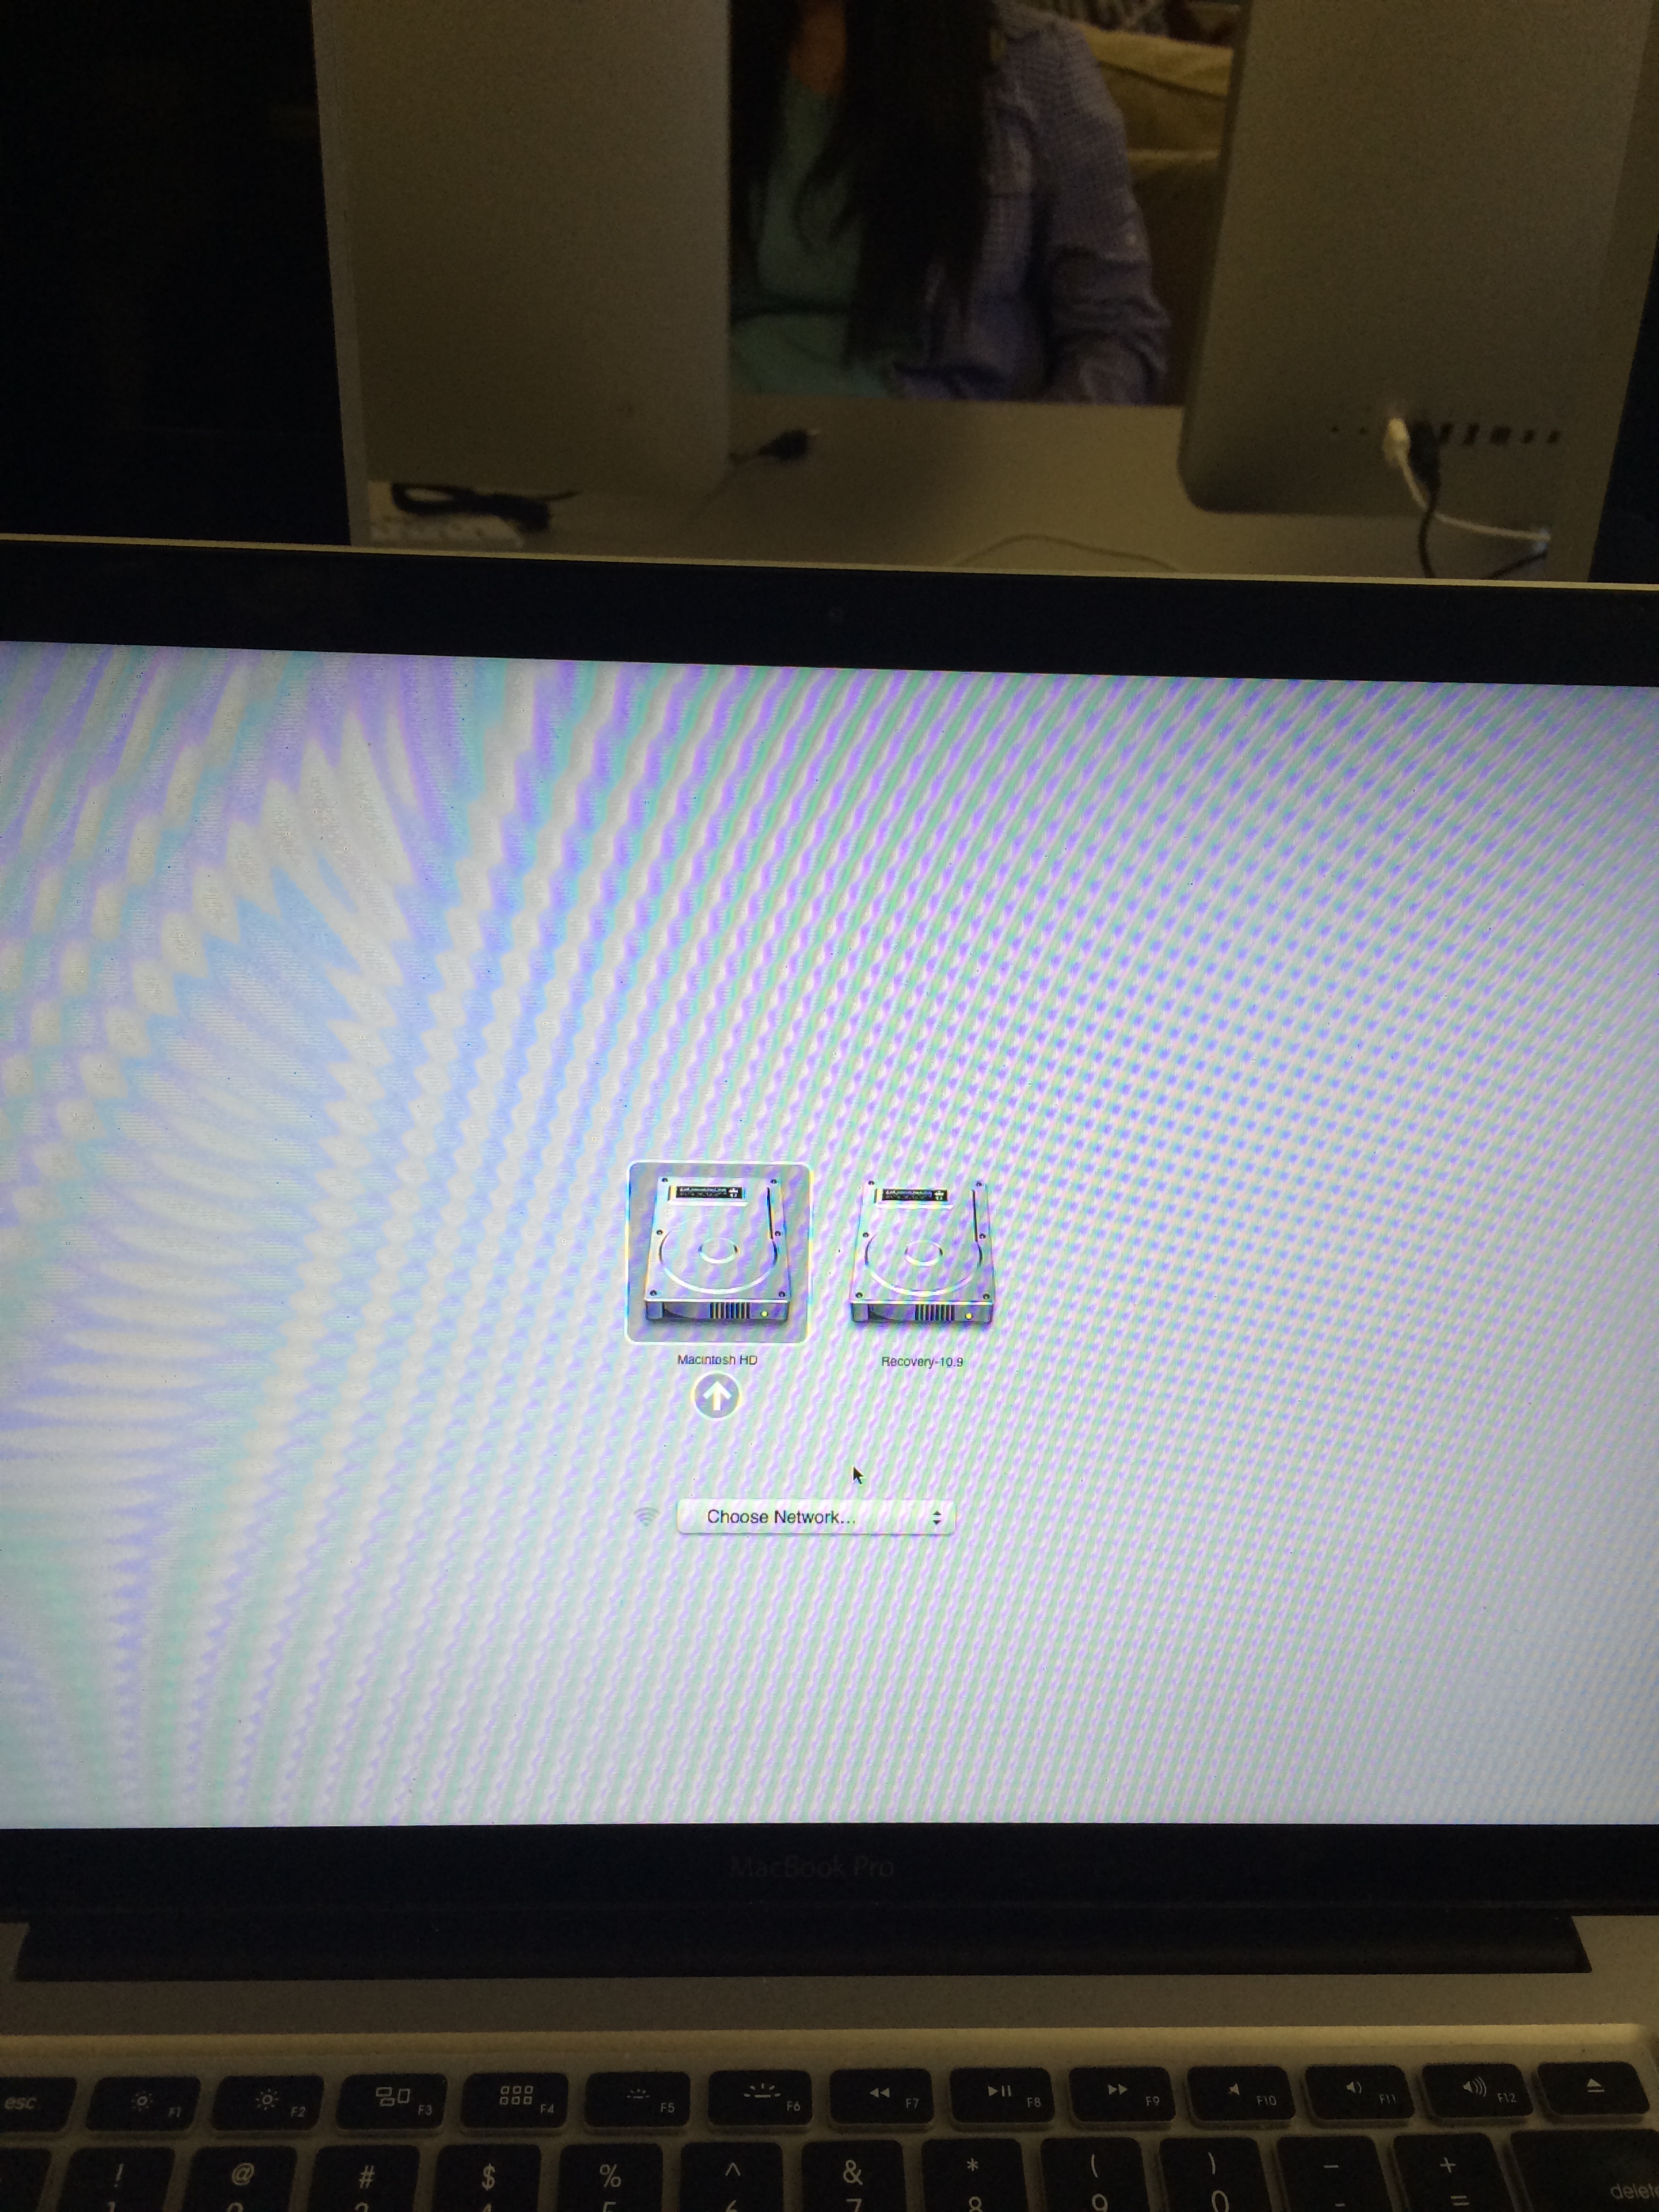 Macintosh HD
Recovery-10.9
Choose Network...
MacBook Pro
esc
F1
F2
F3
F4
F5
F6
F7
F8
F9
F10
F11
F12
! @ # $ % ^ & * ( ) — +
delete